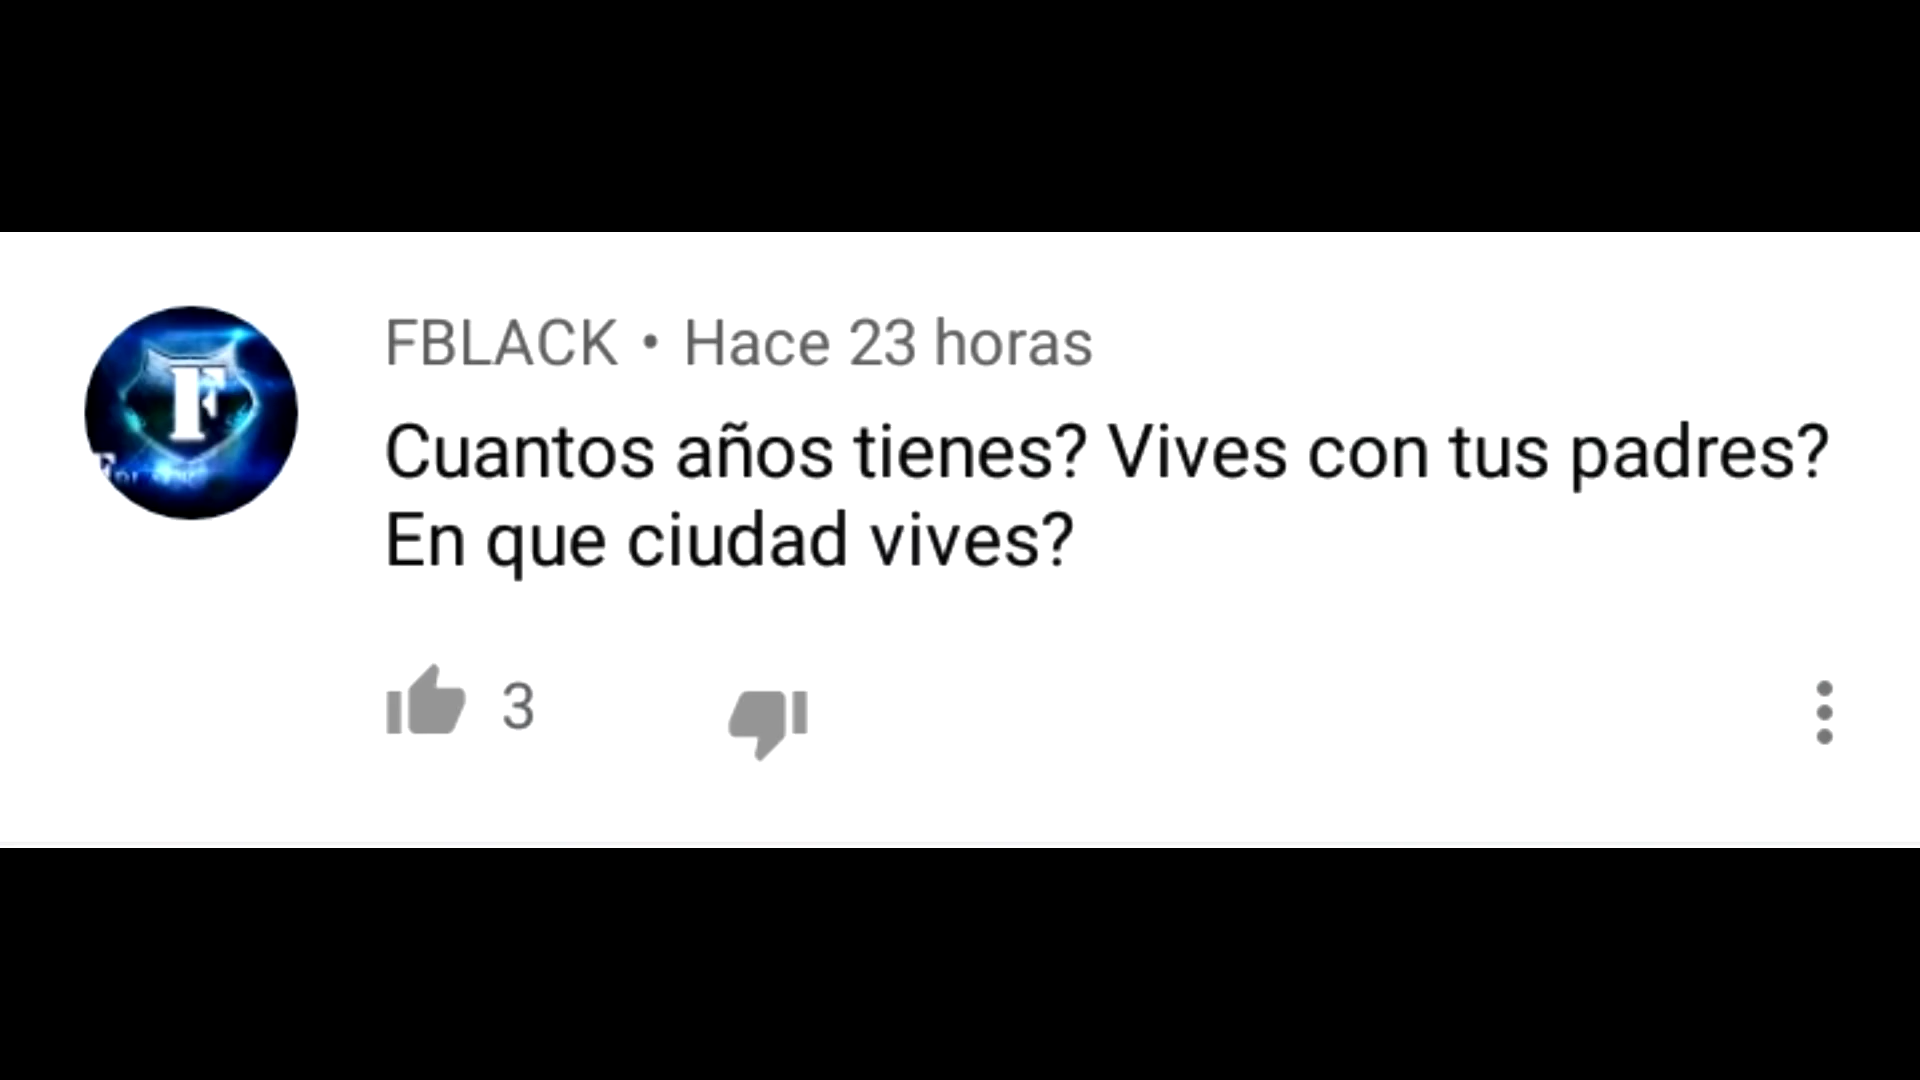 F
FBLACK • Hace 23 horas
Cuantos años tienes? Vives con tus padres?
En que ciudad vives?
3